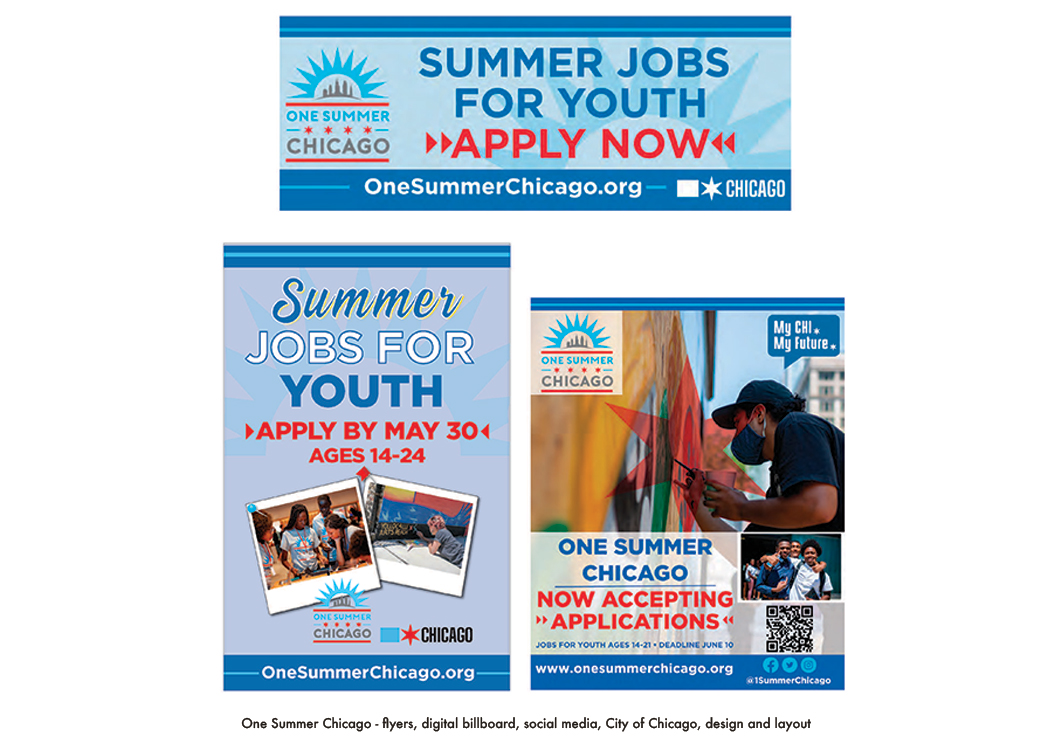 ONE SUMMER
CHICAGO
SUMMER JOBS
FOR YOUTH
APPLY NOW
OneSummerChicago.org
CHICAGO
Summer
JOBS FOR
YOUTH
APPLY BY MAY 30
AGES 14-24
ONE SUMMER
CHICAGO
CHICAGO
OneSummerChicago.org
ONE SUMMER
CHICAGO
My CHI.
My Future.
ONE SUMMER
CHICAGO
NOW ACCEPTING
APPLICATIONS
JOBS FOR YOUTH AGES 14-21 • DEADLINE JUNE 10
www.onesummerchicago.org
@1SummerChicago
One Summer Chicago - flyers, digital billboard, social media, City of Chicago, design and layout